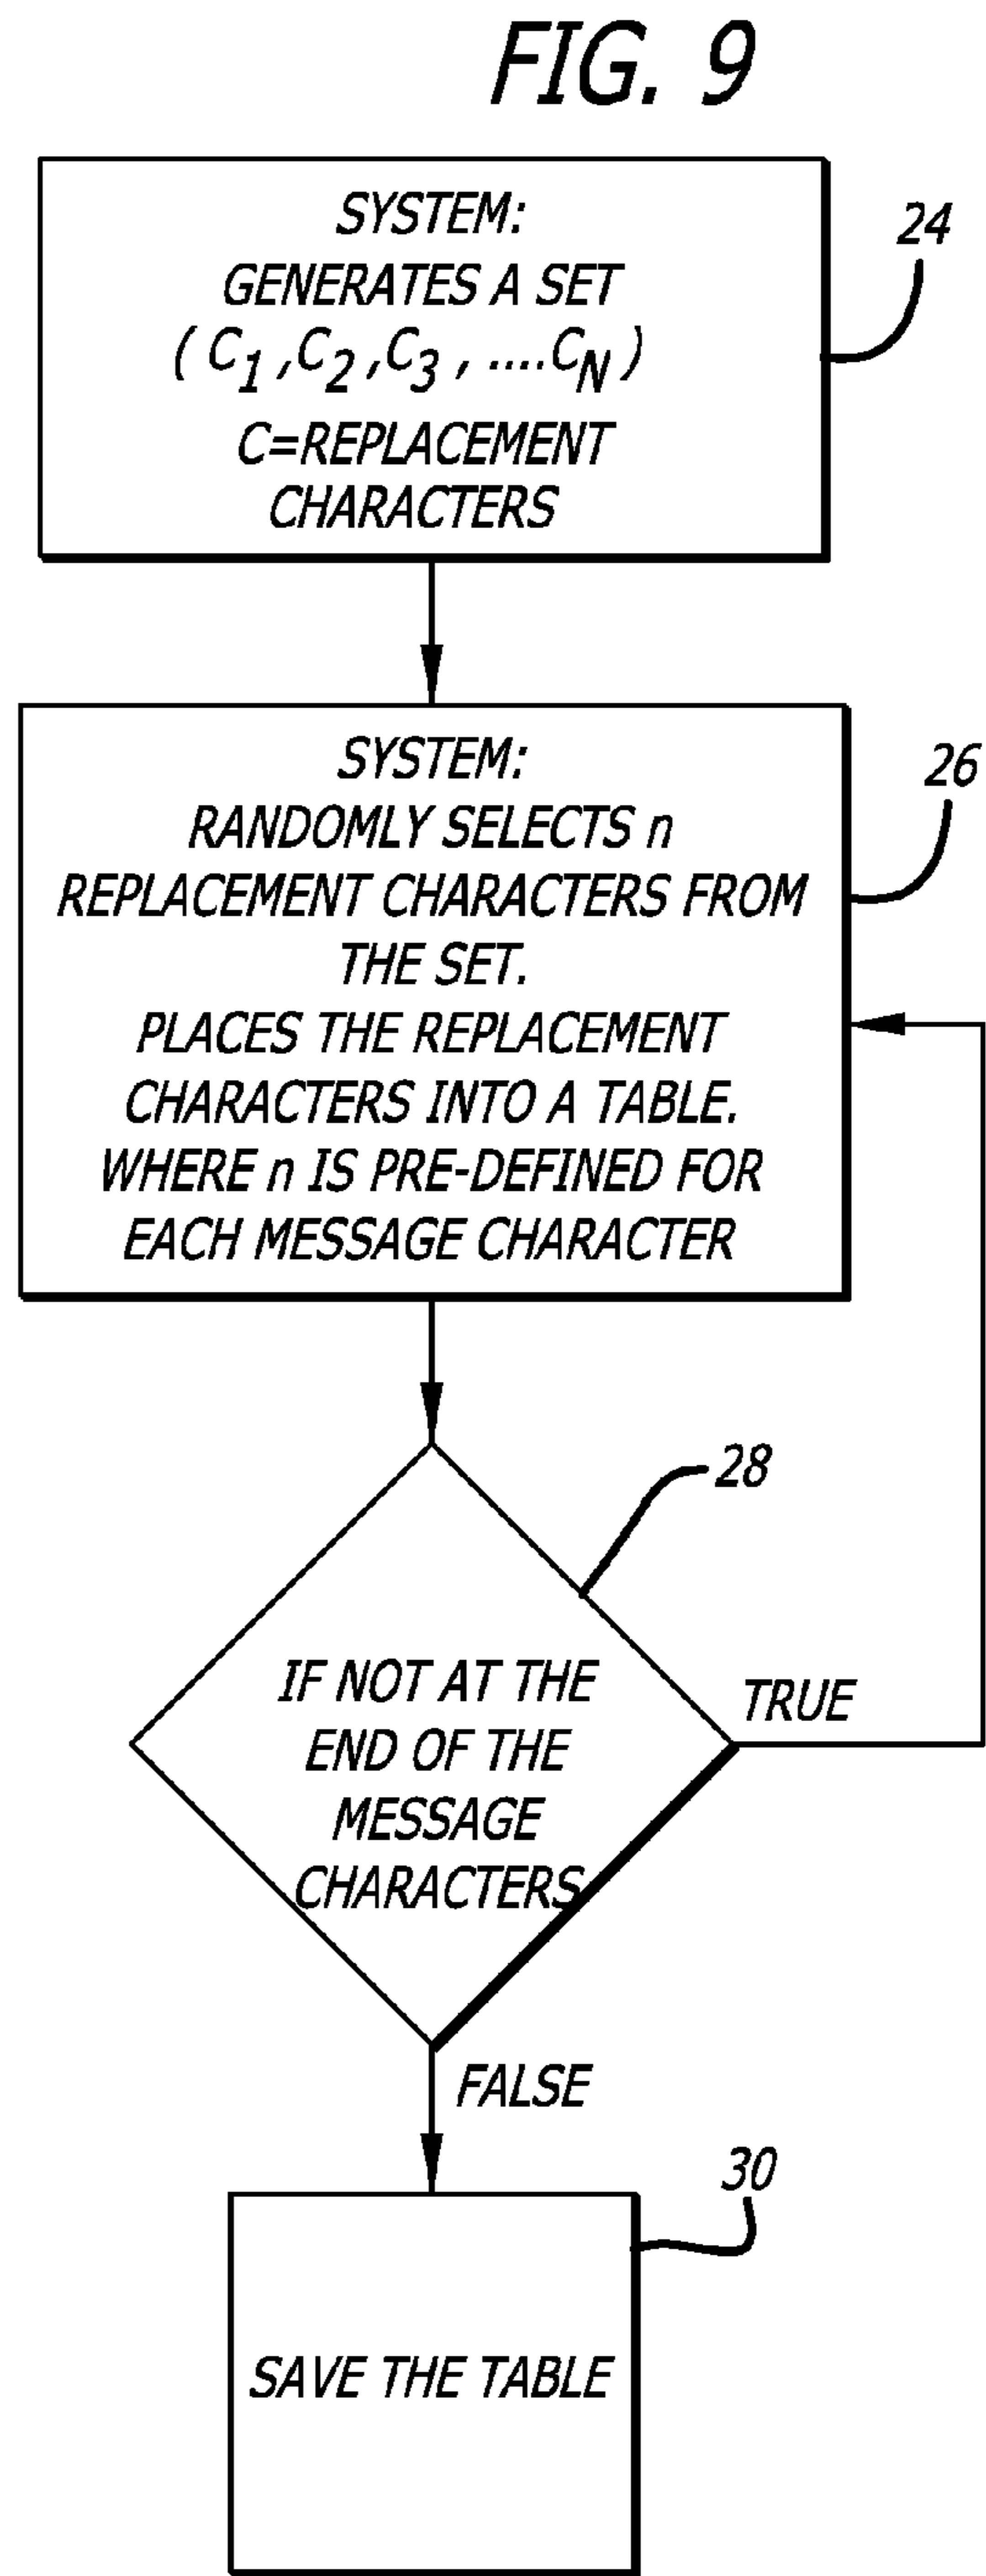 FIG. 9
SYSTEM:
GENERATES A SET
( C1 ,C2 ,C3 , ....CN )
C=REPLACEMENT
CHARACTERS
24
SYSTEM:
RANDOMLY SELECTS n
REPLACEMENT CHARACTERS FROM
THE SET.
PLACES THE REPLACEMENT
CHARACTERS INTO A TABLE.
WHERE n IS PRE-DEFINED FOR
EACH MESSAGE CHARACTER
26
28
IF NOT AT THE
END OF THE
MESSAGE
CHARACTERS
TRUE
FALSE
30
SAVE THE TABLE